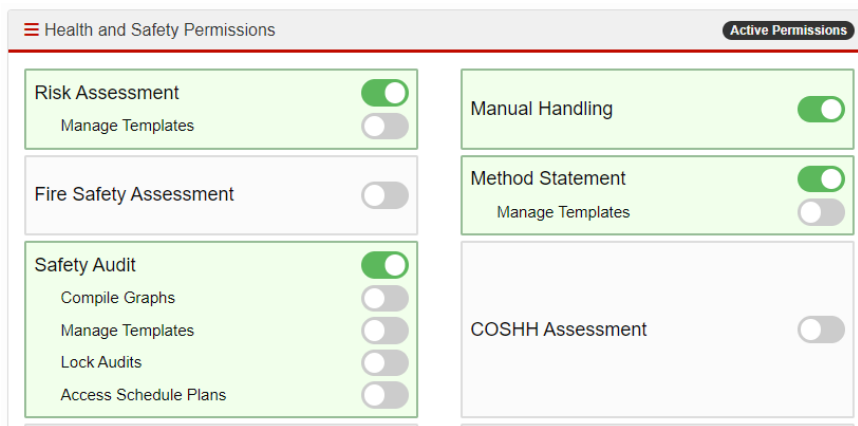 Health and Safety Permissions
Active Permissions
Risk Assessment
Manage Templates
Manual Handling
Fire Safety Assessment
Method Statement
Manage Templates
Safety Audit
Compile Graphs
Manage Templates
Lock Audits
Access Schedule Plans
COSHH Assessment